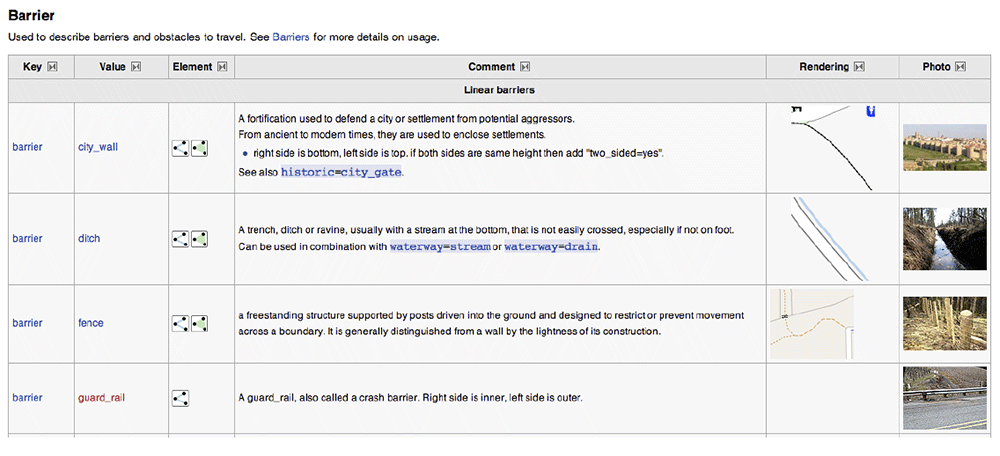 Barrier
Used to describe barriers and obstacles to travel. See Barriers for more details on usage.
Key Value Element Comment Rendering Photo
Linear barriers
barrier city_wall
A fortification used to defend a city or settlement from potential aggressors.
From ancient to modern times, they are used to enclose settlements.
• right side is bottom, left side is top. if both sides are same height then add "two_sided=yes".
See also historic=city_gate.
barrier ditch
A trench, ditch or ravine, usually with a stream at the bottom, that is not easily crossed, especially if not on foot.
Can be used in combination with waterway=stream or waterway=drain.
barrier fence
a freestanding structure supported by posts driven into the ground and designed to restrict or prevent movement
across a boundary. It is generally distinguished from a wall by the lightness of its construction.
barrier guard_rail A guard_rail, also called a crash barrier. Right side is inner, left side is outer.